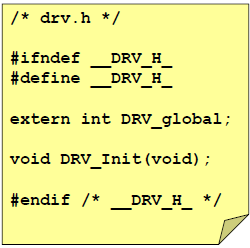 /* drv.h */
#ifndef __DRV_H_
#define __DRV_H_
extern int DRV_global;
void DRV_Init(void);
#endif /* __DRV_H_ */